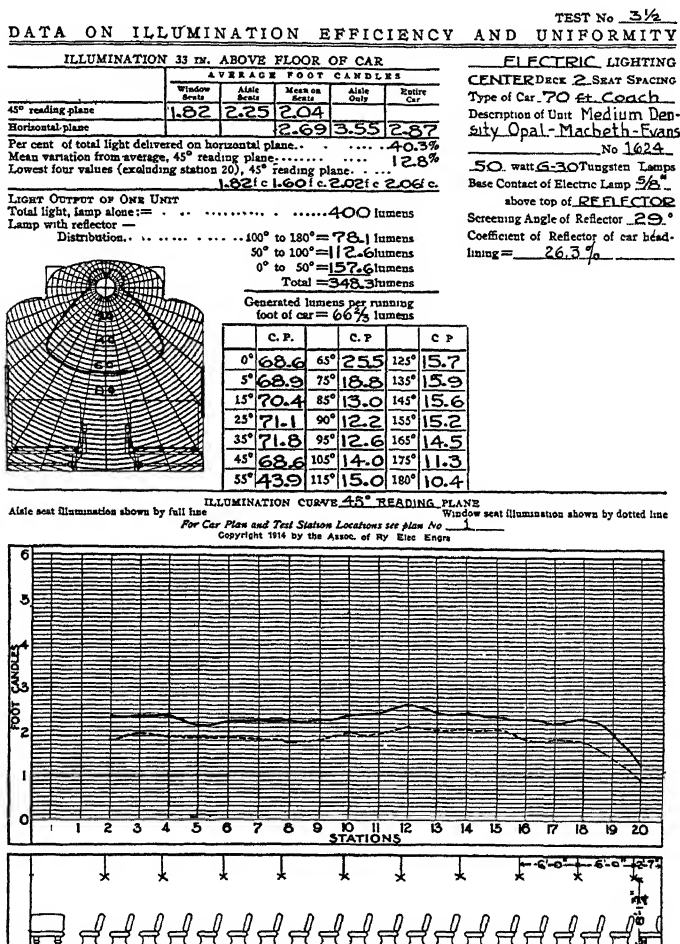 TEST No 3½
DATA ON ILLUMINATION EFFICIENCY AND UNIFORMITY
ILLUMINATION 33 IN. ABOVE FLOOR OF CAR
AVERAGE FOOT CANDLES
Window Seats Aisle Seats Mean on Seats Aisle Only Entire Car
45° reading plane 1.82 2.25 2.04
Horizontal plane 2.69 3.55 2.87
Per cent of total light delivered on horizontal plane.. 40.3%
Mean variation from average, 45° reading plane 12.8%
Lowest four values (excluding station 20), 45° reading plane
1.82 f c 1.60 f c. 2.02 f c 2.06 f c.
ELECTRIC LIGHTING
CENTER DECK 2 SEAT SPACING
Type of Car 70 ft. Coach
Description of Unit Medium Den-
sity Opal-Macbeth-Evans
No 1624
50 watt G-30 Tungsten Lamps
Base Contact of Electric Lamp 5/8"
above top of REFLECTOR
Screening Angle of Reflector 29°
Coefficient of Reflector of car head-
lining = 26.3%
LIGHT OUTPUT OF ONE UNIT
Total light, lamp alone:= 400 lumens
Lamp with reflector —
Distribution 100° to 180° = 78.1 lumens
50° to 100° = 112.6 lumens
0° to 50° = 157.6 lumens
Total = 348.3 lumens
Generated lumens per running
foot of car = 66⅔ lumens
C. P. C. P C P
0° 68.6 65° 25.5 125° 15.7
5° 68.9 75° 18.8 135° 15.9
15° 70.4 85° 13.0 145° 15.6
25° 71.1 90° 12.2 155° 15.2
35° 71.8 95° 12.6 165° 14.5
45° 68.6 105° 14.0 175° 11.3
55° 43.9 115° 15.0 180° 10.4
ILLUMINATION CURVE 45° READING PLANE
Aisle seat illumination shown by full line
Window seat illumination shown by dotted line
For Car Plan and Test Station Locations see plan No 1
Copyright 1914 by the Assoc. of Ry Elec Engrs
FOOT CANDLES
6
5
4
3
2
1
0
1 1 2 3 4 5 6 7 8 9 10 11 12 13 14 15 16 17 18 19 20
STATIONS
6'-0" 6'-0" 2'-7"